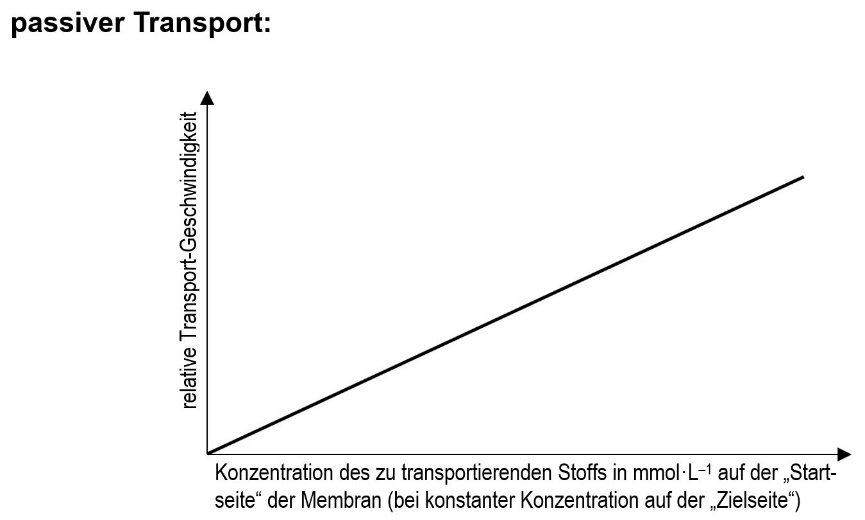 passiver Transport:
relative Transport-Geschwindigkeit
Konzentration des zu transportierenden Stoffs in mmol·L⁻¹ auf der „Start-
seite“ der Membran (bei konstanter Konzentration auf der „Zielseite“)